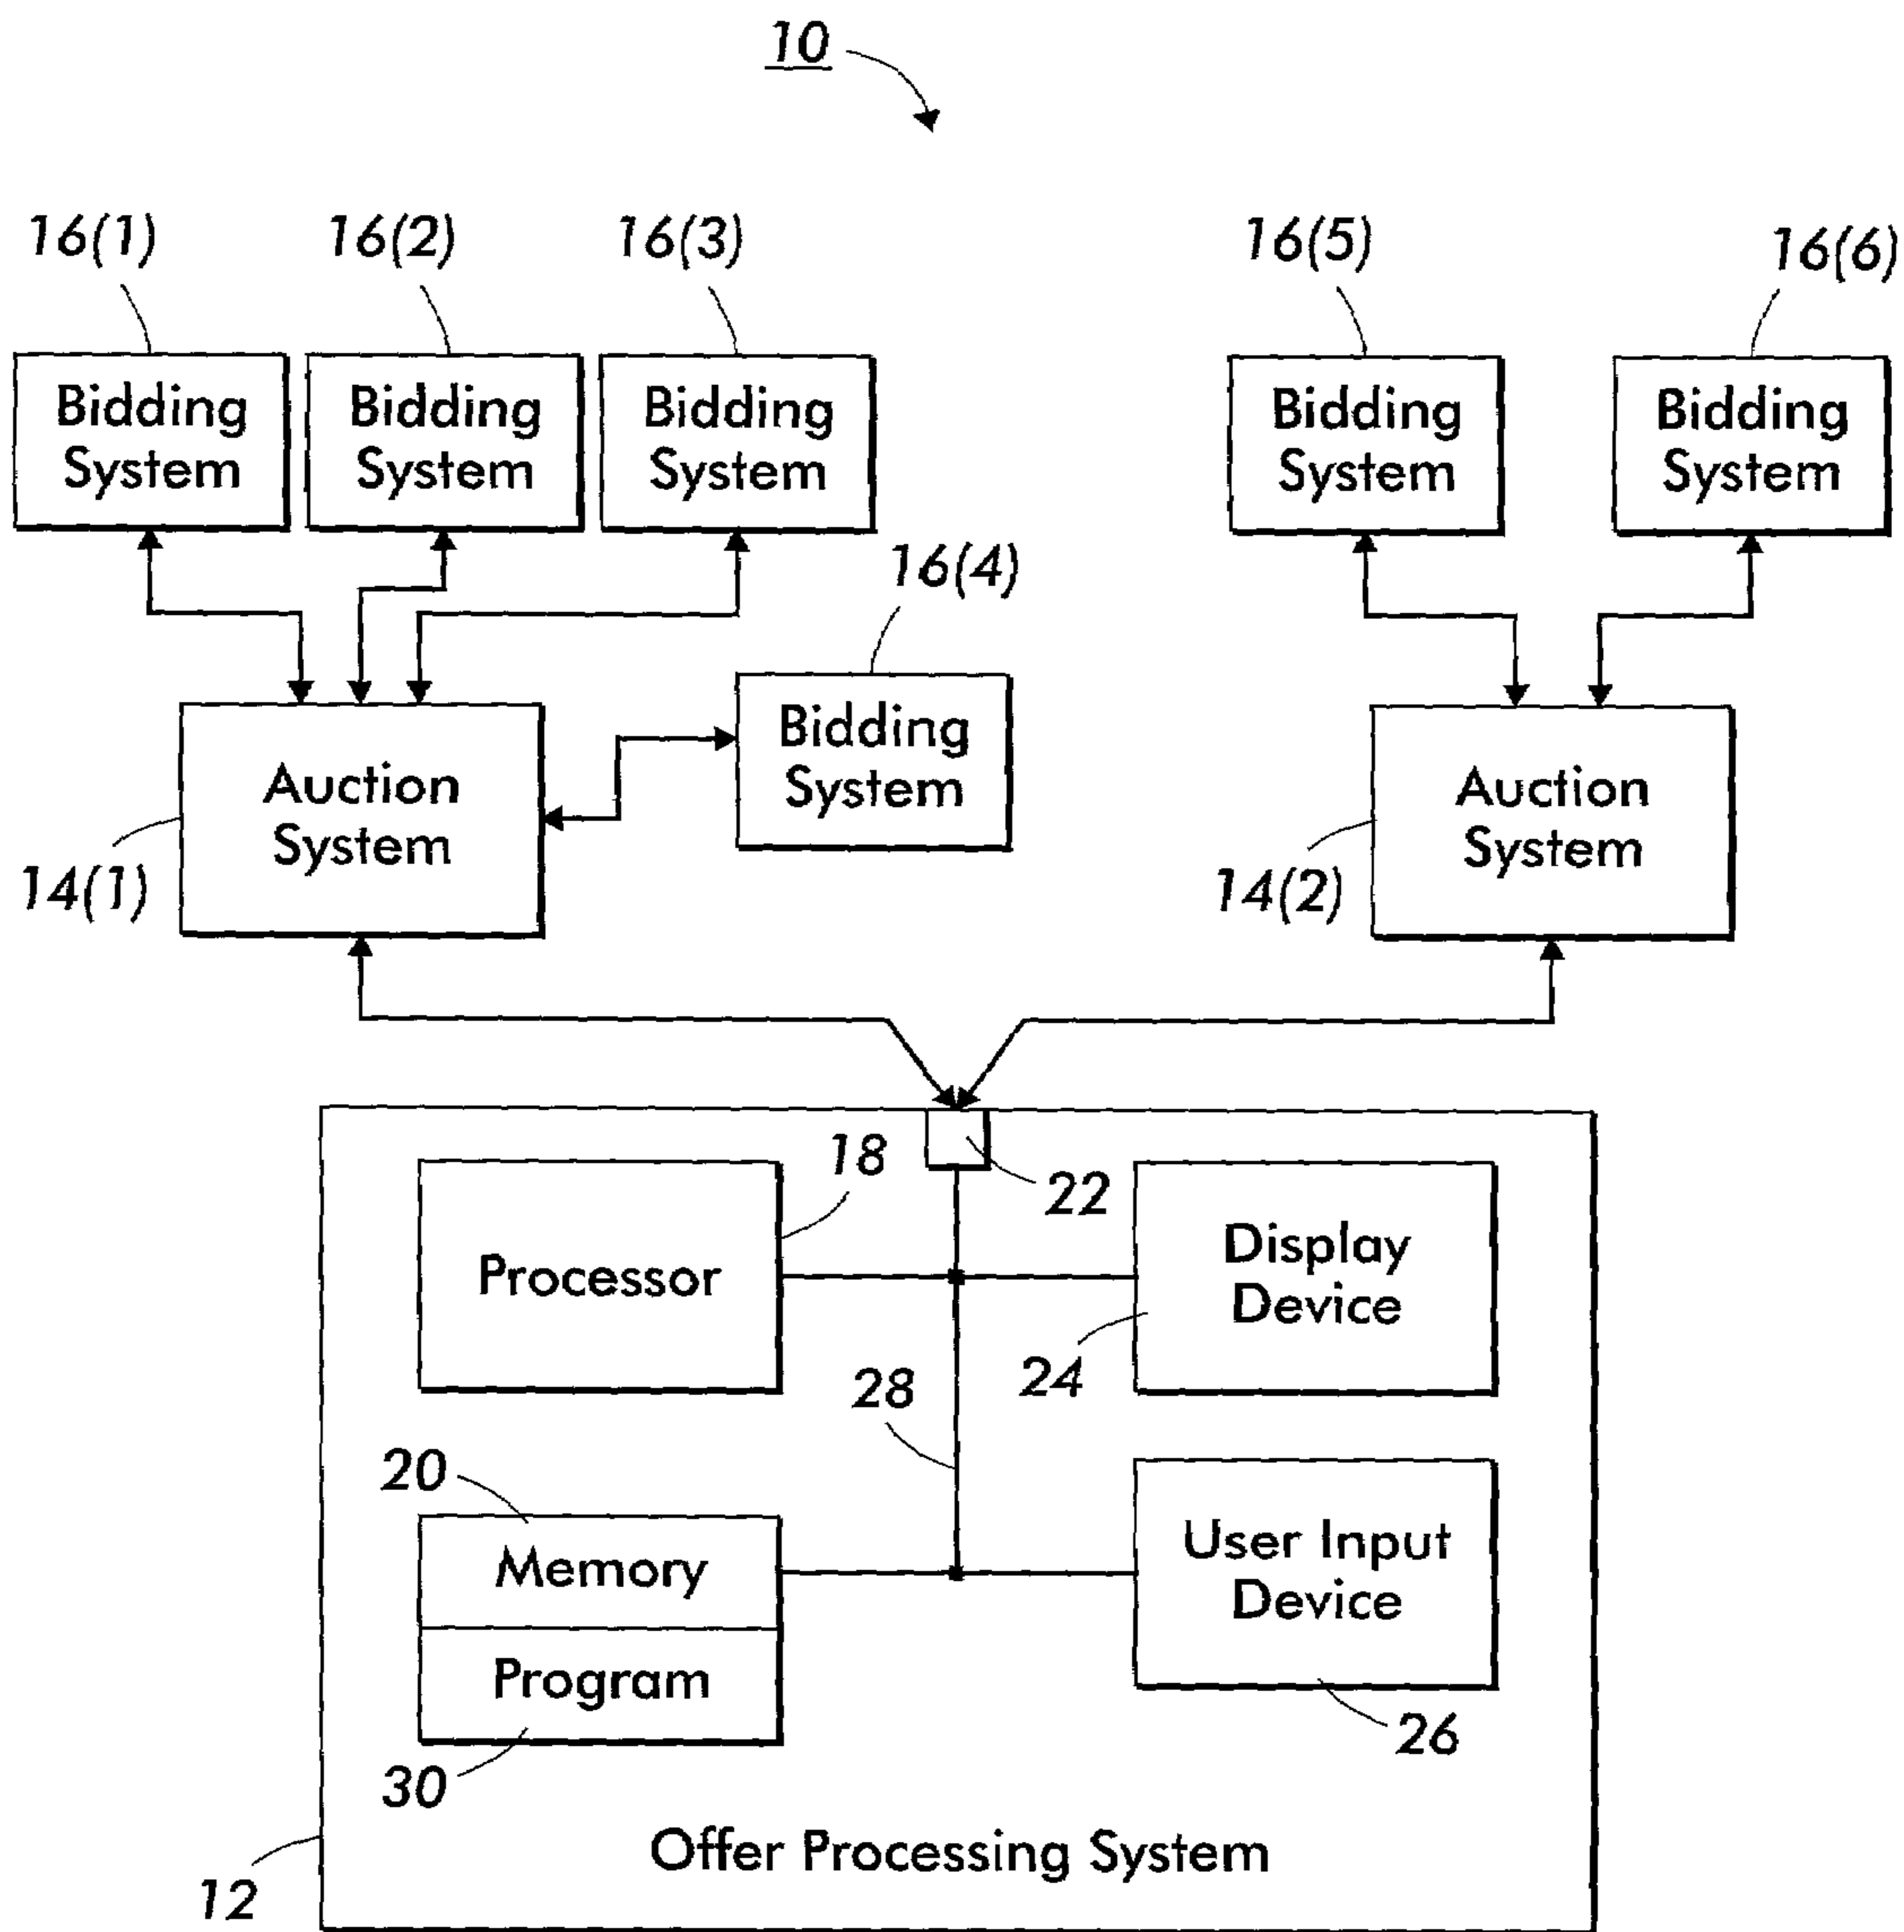 10
16(1)
16(2)
16(3)
16(5)
16(6)
Bidding
System
Bidding
System
Bidding
System
Bidding
System
Bidding
System
16(4)
Bidding
System
Auction
System
Auction
System
14(1)
14(2)
18
22
Processor
Display
Device
24
28
20
Memory
Program
30
User Input
Device
26
Offer Processing System
12